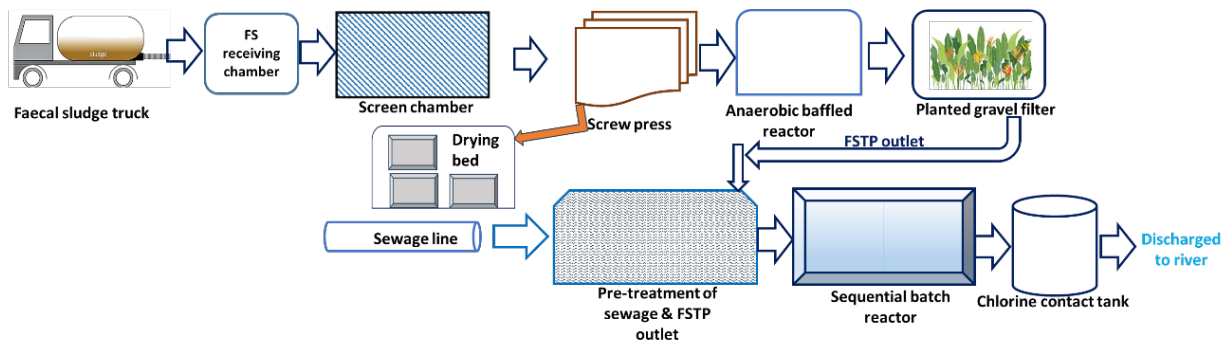 sludge
FS
receiving
chamber
Faecal sludge truck
Screen chamber
Screw press
Anaerobic baffled
reactor
Planted gravel filter
Drying
bed
FSTP outlet
Sewage line
Pre-treatment of
sewage & FSTP
outlet
Sequential batch
reactor
Chlorine contact tank
Discharged
to river